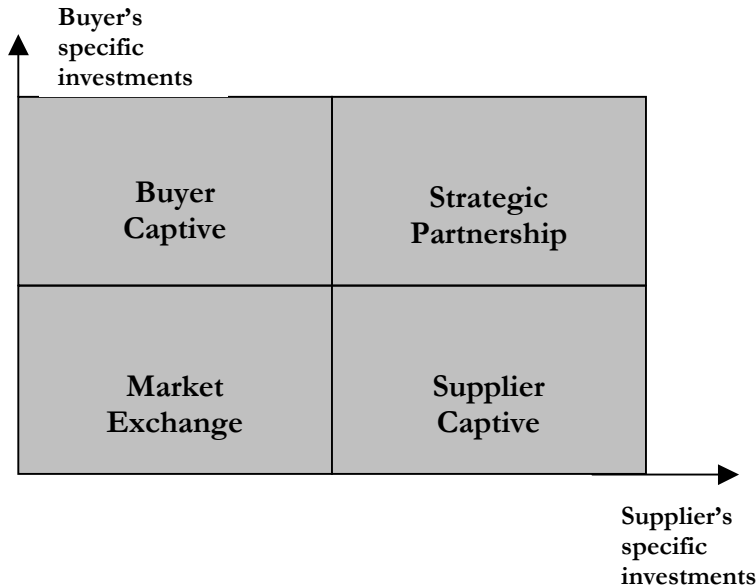 Buyer's
specific
investments
Buyer
Captive
Strategic
Partnership
Market
Exchange
Supplier
Captive
Supplier's
specific
investments